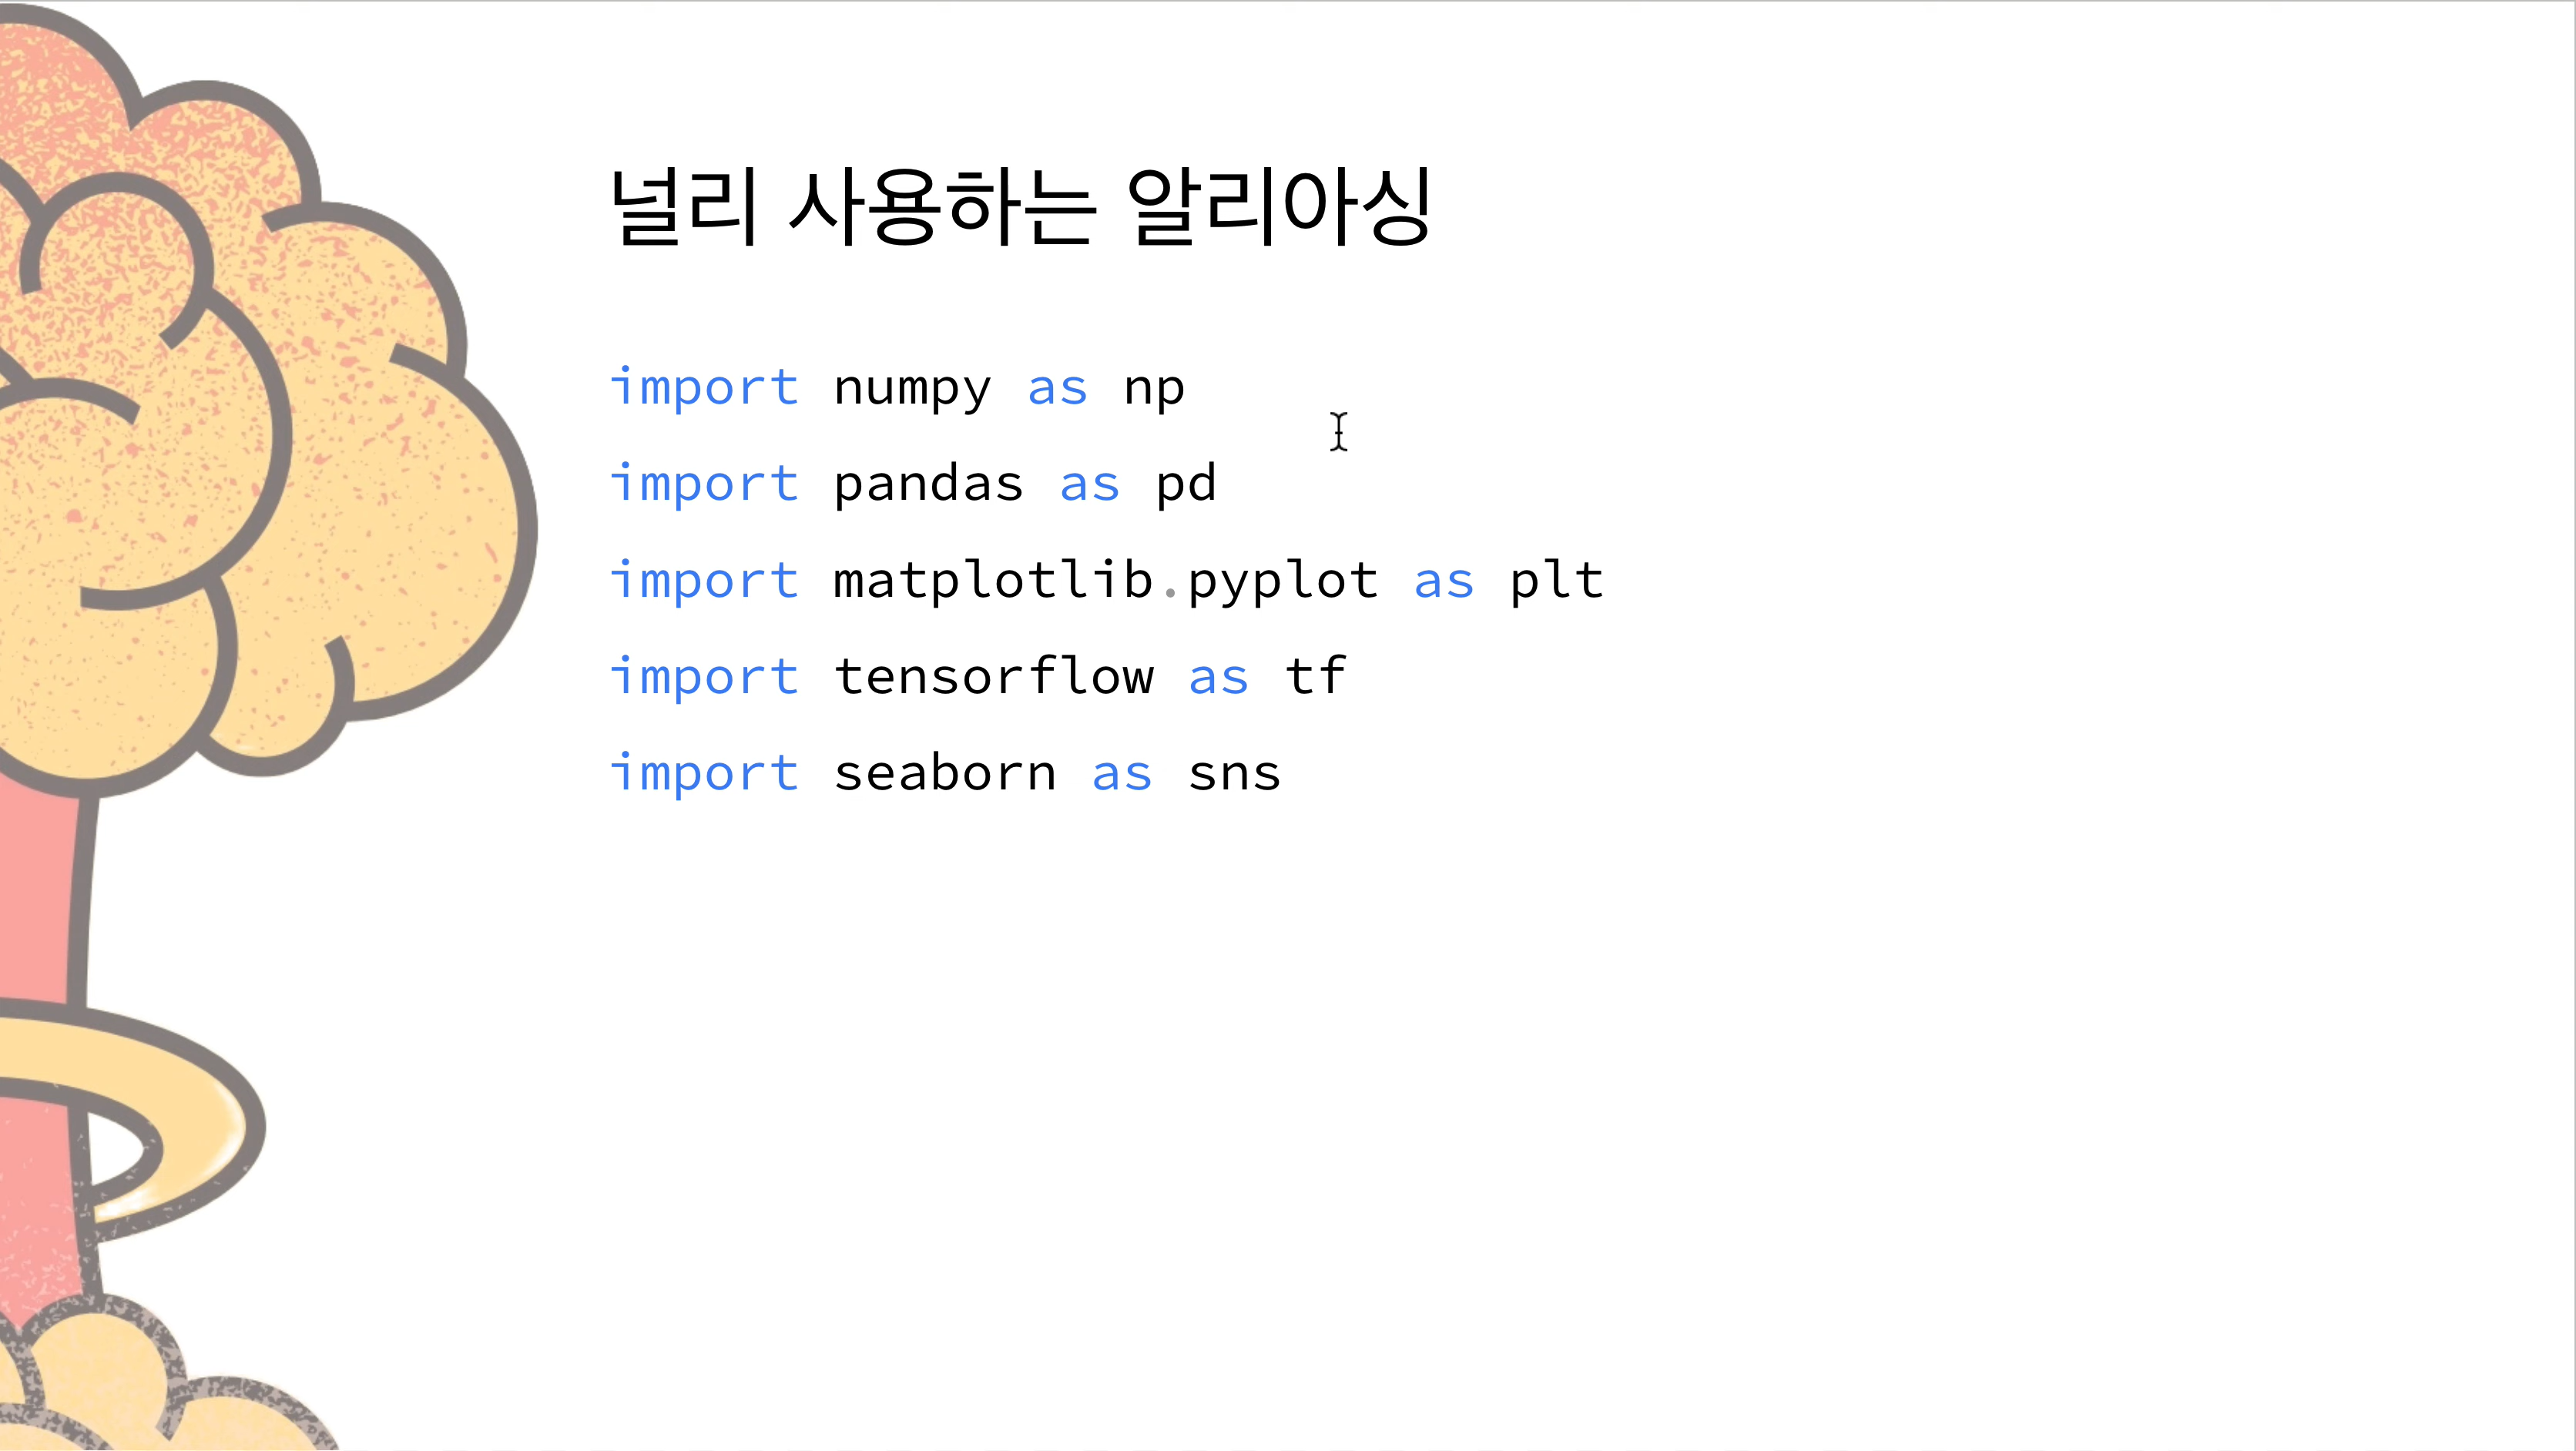 널리 사용하는 알리아싱
import numpy as np
import pandas as pd
import matplotlib.pyplot as plt
import tensorflow as tf
import seaborn as sns